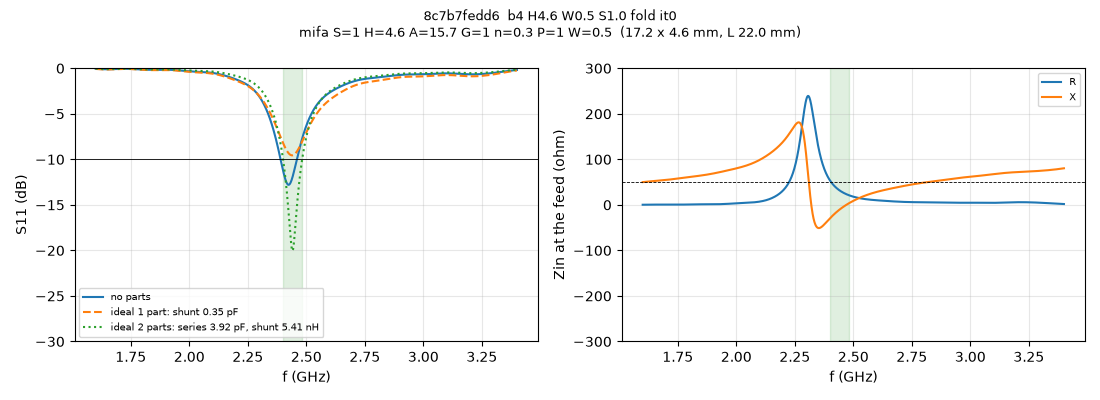 8c7b7fedd6  b4 H4.6 W0.5 S1.0 fold it0
mifa S=1 H=4.6 A=15.7 G=1 n=0.3 P=1 W=0.5  (17.2 x 4.6 mm, L 22.0 mm)
S11 (dB)
0
−5
−10
−15
−20
−25
−30
no parts
ideal 1 part: shunt 0.35 pF
ideal 2 parts: series 3.92 pF, shunt 5.41 nH
1.75 2.00 2.25 2.50 2.75 3.00 3.25
f (GHz)
Zin at the feed (ohm)
300
200
100
0
−100
−200
−300
R
X
1.75 2.00 2.25 2.50 2.75 3.00 3.25
f (GHz)